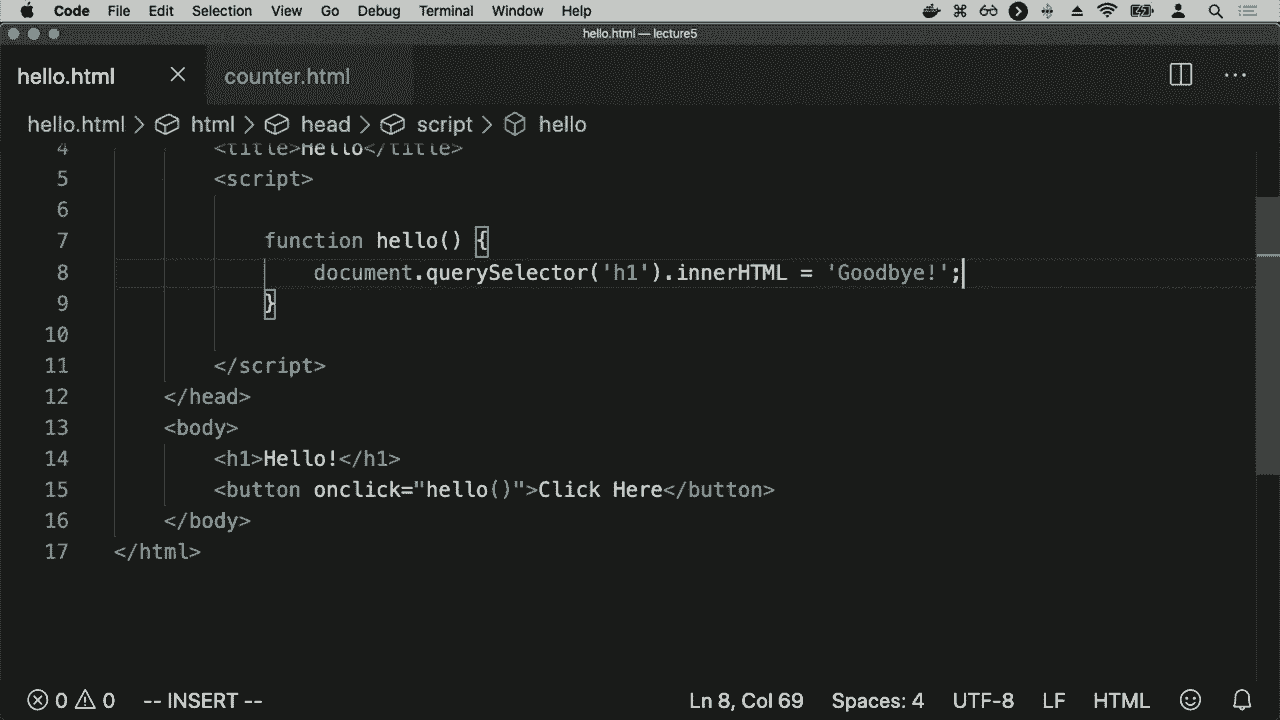 Code File Edit Selection View Go Debug Terminal Window Help
hello.html — lecture5
hello.html counter.html
hello.html html head script hello
4 <title>Hello</title>
5 <script>
6
7 function hello() {
8 document.querySelector('h1').innerHTML = 'Goodbye!';
9 }
10
11 </script>
12 </head>
13 <body>
14 <h1>Hello!</h1>
15 <button onclick="hello()">Click Here</button>
16 </body>
17 </html>
0 0 -- INSERT -- Ln 8, Col 69 Spaces: 4 UTF-8 LF HTML